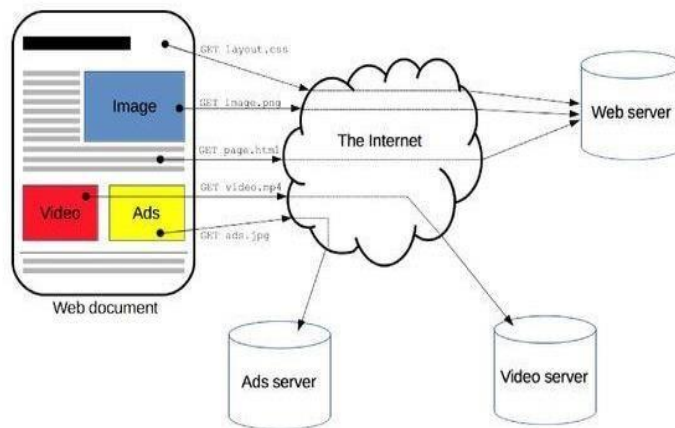 GET layout.css
Image
GET image.png
The Internet
Web server
GET page.html
Video
Ads
GET video.mp4
GET ads.jpg
Web document
Ads server
Video server